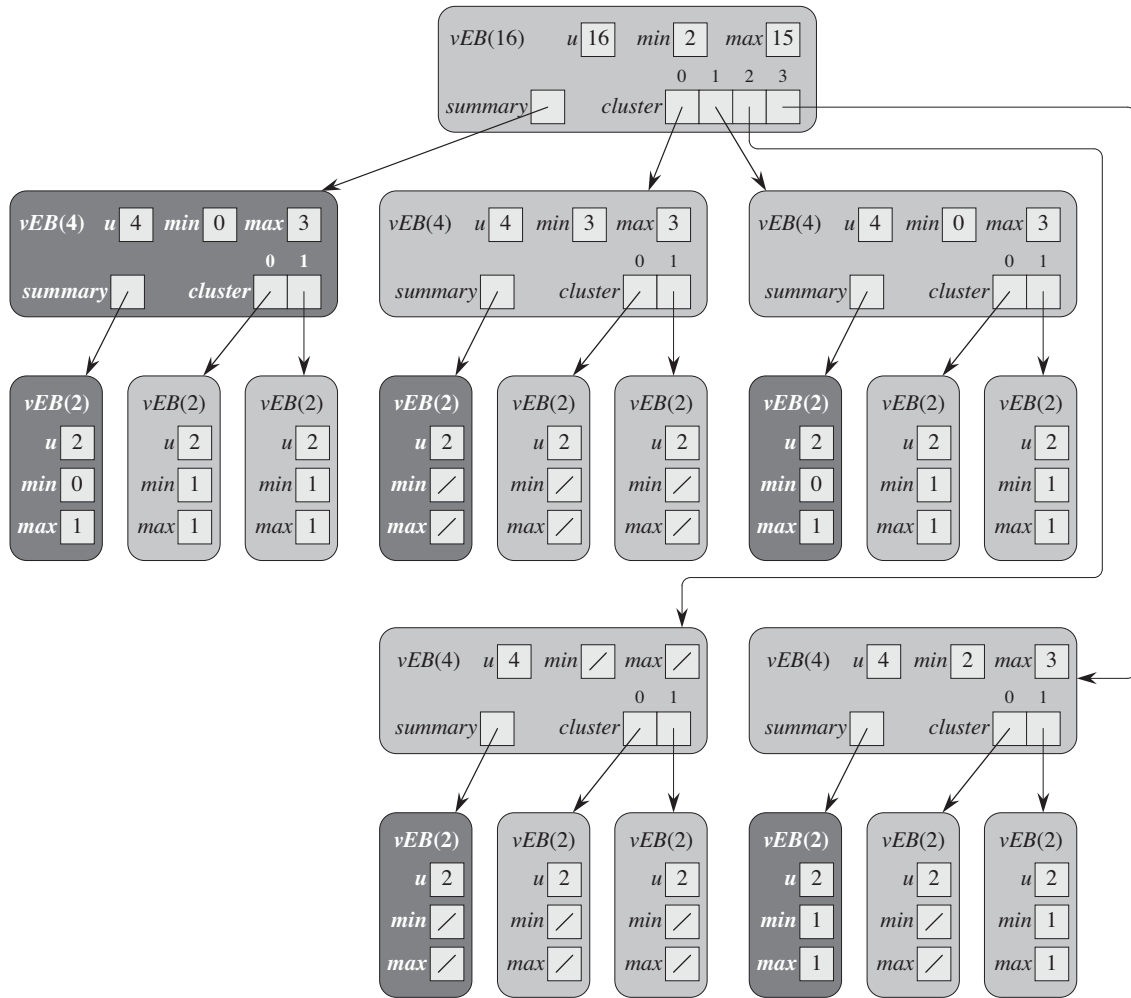 vEB(16) u 16 min 2 max 15
0 1 2 3
summary cluster
vEB(4) u 4 min 0 max 3
0 1
summary cluster
vEB(4) u 4 min 3 max 3
0 1
summary cluster
vEB(4) u 4 min 0 max 3
0 1
summary cluster
vEB(2)
u 2
min 0
max 1
vEB(2)
u 2
min 1
max 1
vEB(2)
u 2
min 1
max 1
vEB(2)
u 2
min /
max /
vEB(2)
u 2
min /
max /
vEB(2)
u 2
min /
max /
vEB(2)
u 2
min 0
max 1
vEB(2)
u 2
min 1
max 1
vEB(2)
u 2
min 1
max 1
vEB(4) u 4 min / max /
0 1
summary cluster
vEB(4) u 4 min 2 max 3
0 1
summary cluster
vEB(2)
u 2
min /
max /
vEB(2)
u 2
min /
max /
vEB(2)
u 2
min /
max /
vEB(2)
u 2
min 1
max 1
vEB(2)
u 2
min /
max /
vEB(2)
u 2
min 1
max 1